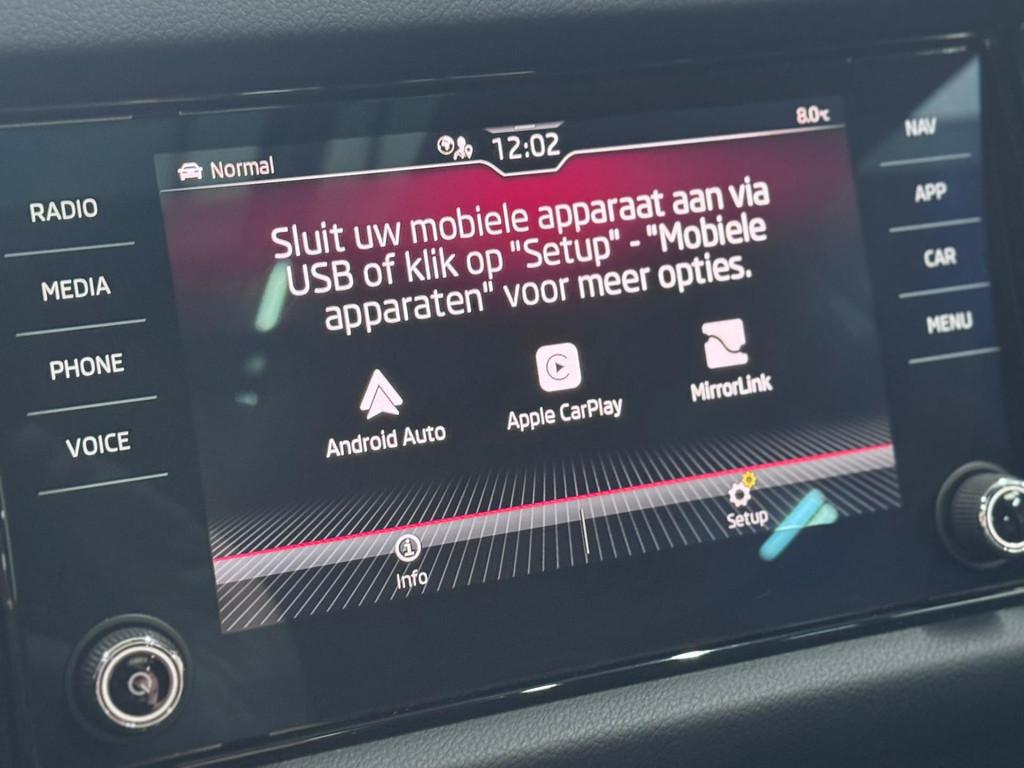 Normal
12:02
8.0°C
RADIO
MEDIA
PHONE
VOICE
Sluit uw mobiele apparaat aan via
USB of klik op "Setup" - "Mobiele
apparaten" voor meer opties.
Android Auto
Apple CarPlay
MirrorLink
Info
Setup
NAV
APP
CAR
MENU